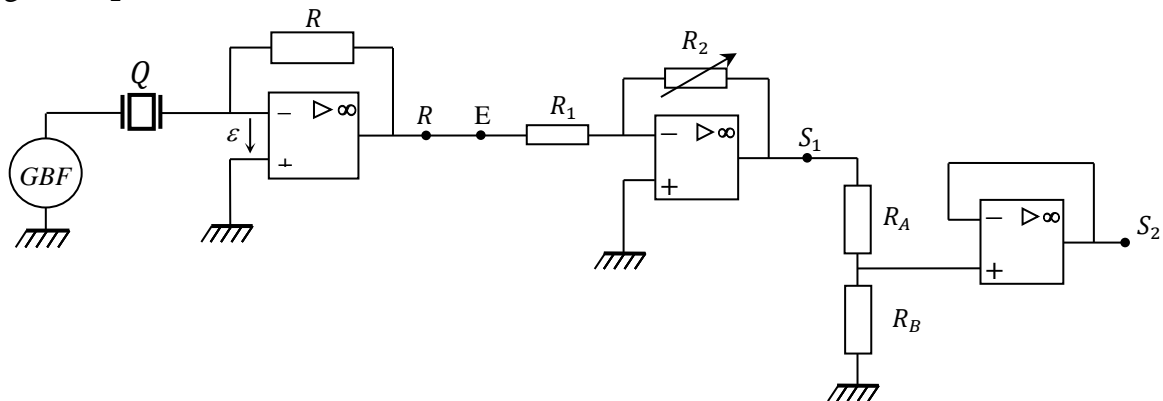 R
R₂
Q
− ▷ ∞
R₁
ε
R
E
− ▷ ∞
S₁
GBF
+
+
− ▷ ∞
R_A
S₂
+
R_B